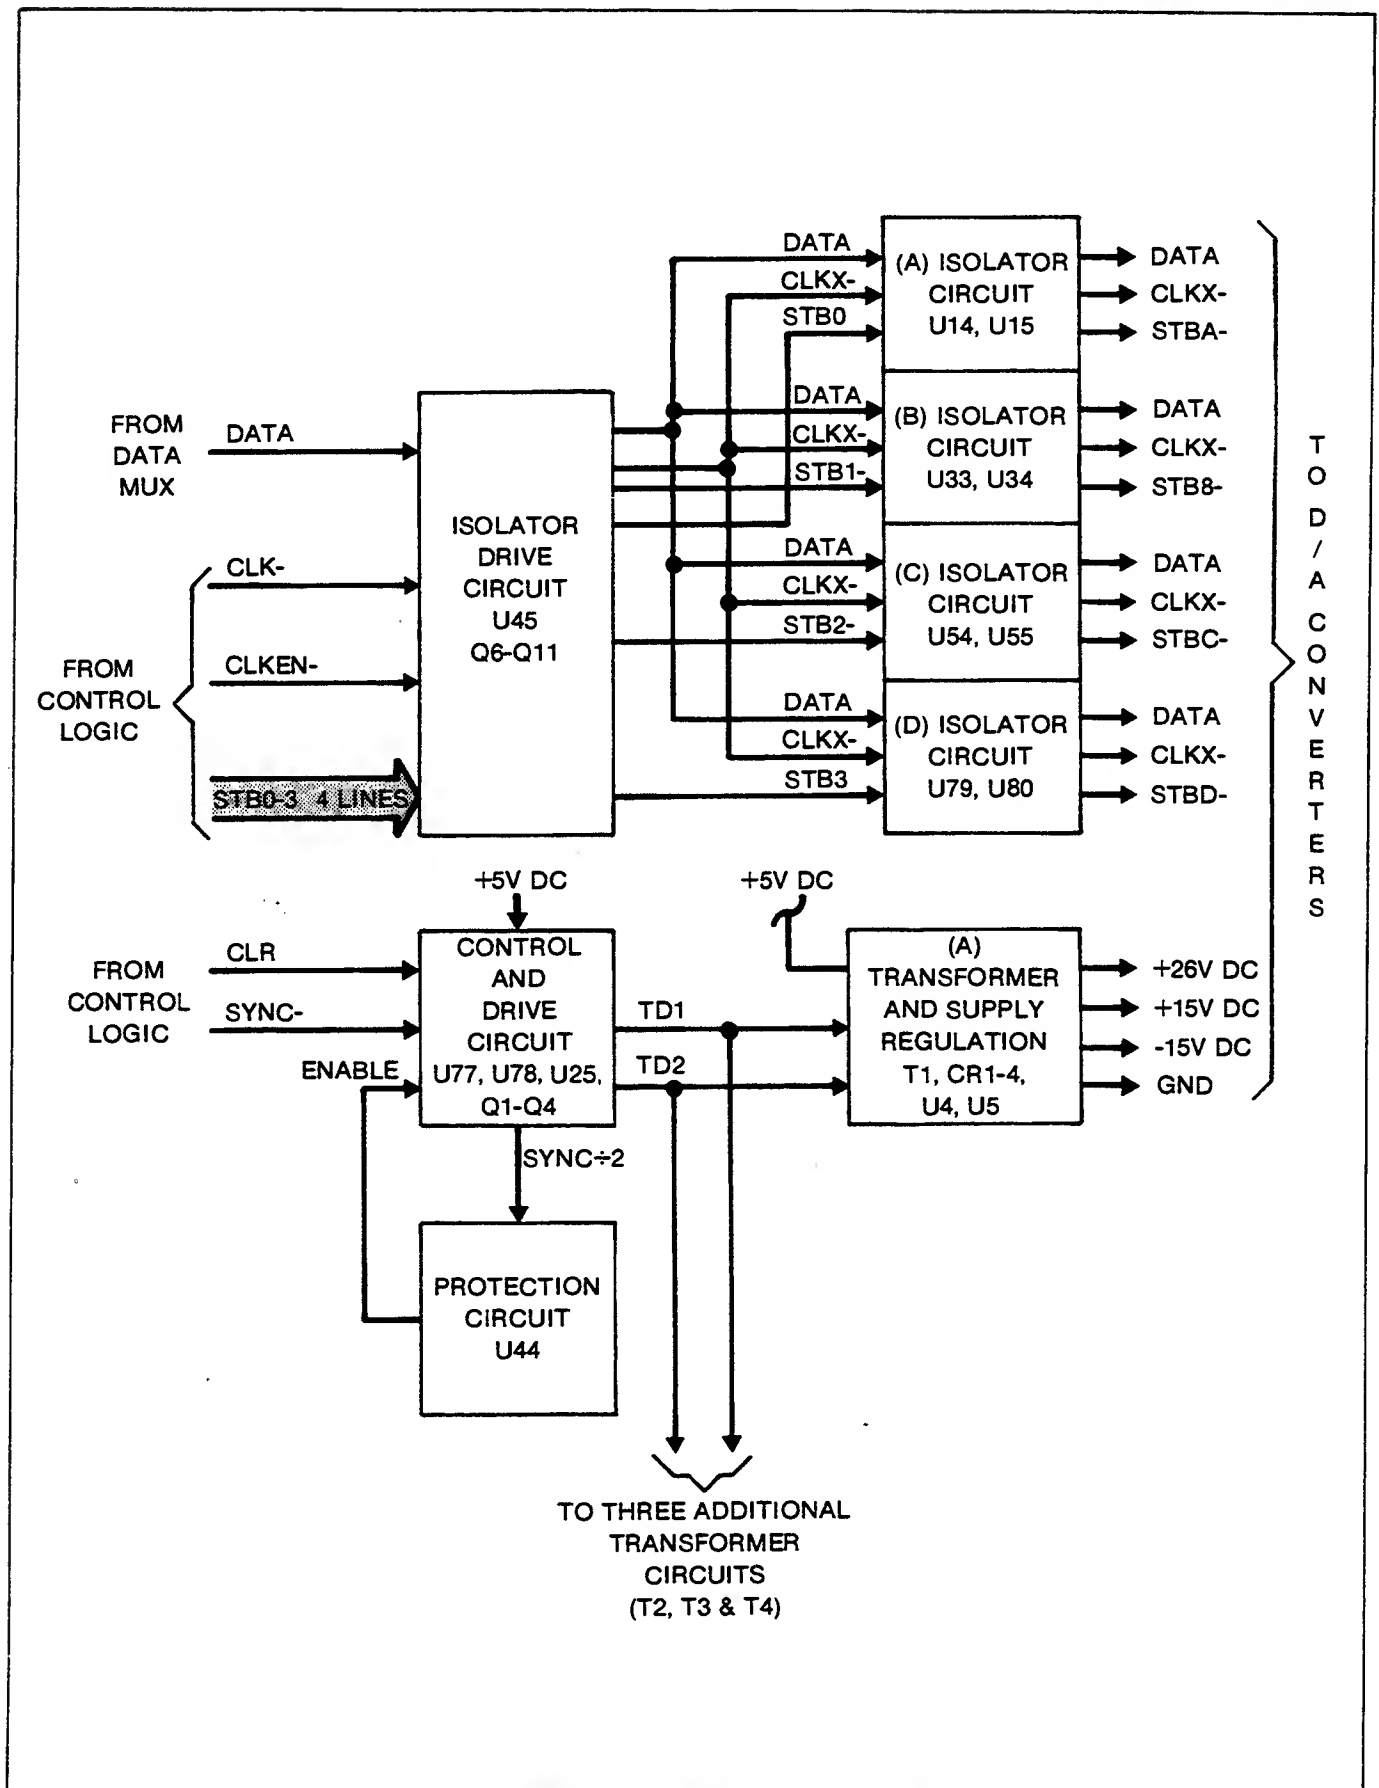 DATA
CLKX-
STB0
(A) ISOLATOR
CIRCUIT
U14, U15
DATA
CLKX-
STBA-
FROM
DATA
MUX
DATA
DATA
CLKX-
STB1-
(B) ISOLATOR
CIRCUIT
U33, U34
DATA
CLKX-
STB8-
ISOLATOR
DRIVE
CIRCUIT
U45
Q6-Q11
FROM
CONTROL
LOGIC
CLK-
CLKEN-
STB0-3 4 LINES
DATA
CLKX-
STB2-
(C) ISOLATOR
CIRCUIT
U54, U55
DATA
CLKX-
STBC-
DATA
CLKX-
STB3
(D) ISOLATOR
CIRCUIT
U79, U80
DATA
CLKX-
STBD-
TO D/A CONVERTERS
+5V DC
+5V DC
FROM
CONTROL
LOGIC
CLR
SYNC-
ENABLE
CONTROL
AND
DRIVE
CIRCUIT
U77, U78, U25,
Q1-Q4
TD1
TD2
(A)
TRANSFORMER
AND SUPPLY
REGULATION
T1, CR1-4,
U4, U5
+26V DC
+15V DC
-15V DC
GND
SYNC÷2
PROTECTION
CIRCUIT
U44
TO THREE ADDITIONAL
TRANSFORMER
CIRCUITS
(T2, T3 & T4)